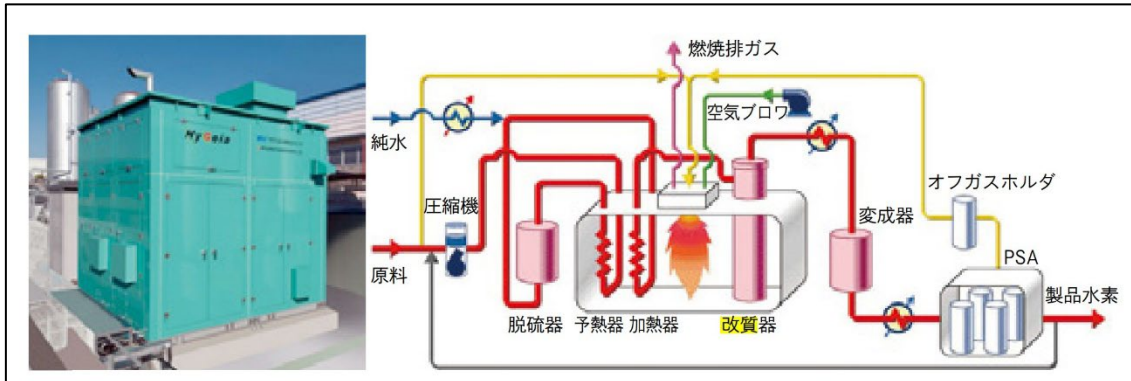 HyGeia
燃焼排ガス
空気ブロワ
純水
圧縮機
原料
脱硫器
予熱器
加熱器
改質器
変成器
オフガスホルダ
PSA
製品水素